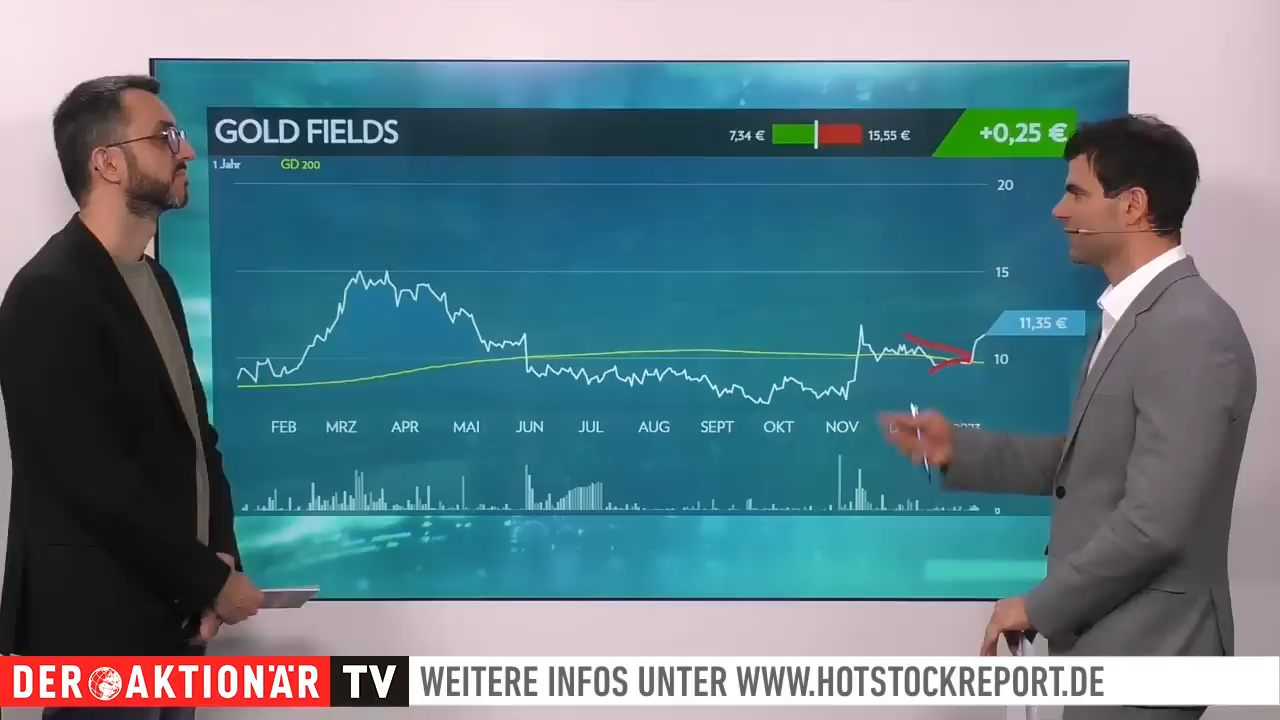 GOLD FIELDS
7,34 €
15,55 €
+0,25 €
1 Jahr
GD 200
20
15
11,35 €
10
FEB MRZ APR MAI JUN JUL AUG SEPT OKT NOV
DER AKTIONÄR TV
WEITERE INFOS UNTER WWW.HOTSTOCKREPORT.DE